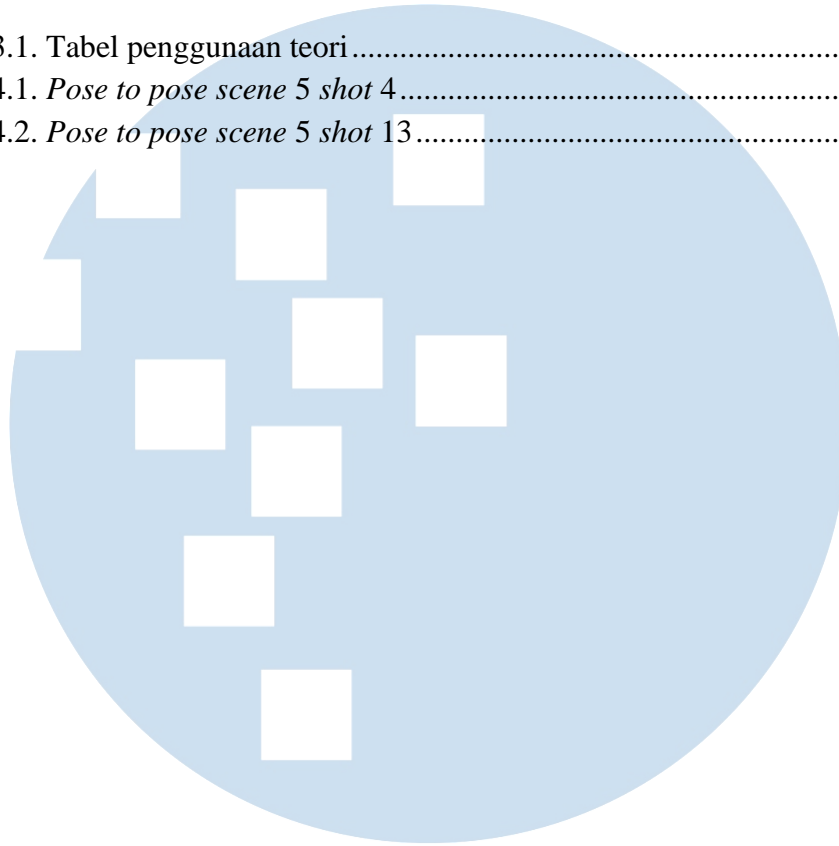 3.1. Tabel penggunaan teori..........................................................
4.1. Pose to pose scene 5 shot 4....................................................
4.2. Pose to pose scene 5 shot 13..................................................